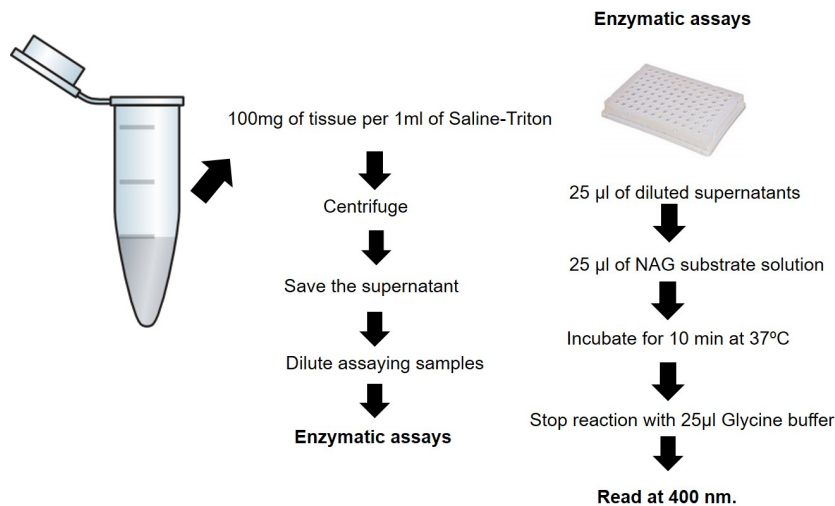 100mg of tissue per 1ml of Saline-Triton
Centrifuge
Save the supernatant
Dilute assaying samples
Enzymatic assays
Enzymatic assays
25 µl of diluted supernatants
25 µl of NAG substrate solution
Incubate for 10 min at 37ºC
Stop reaction with 25µl Glycine buffer
Read at 400 nm.